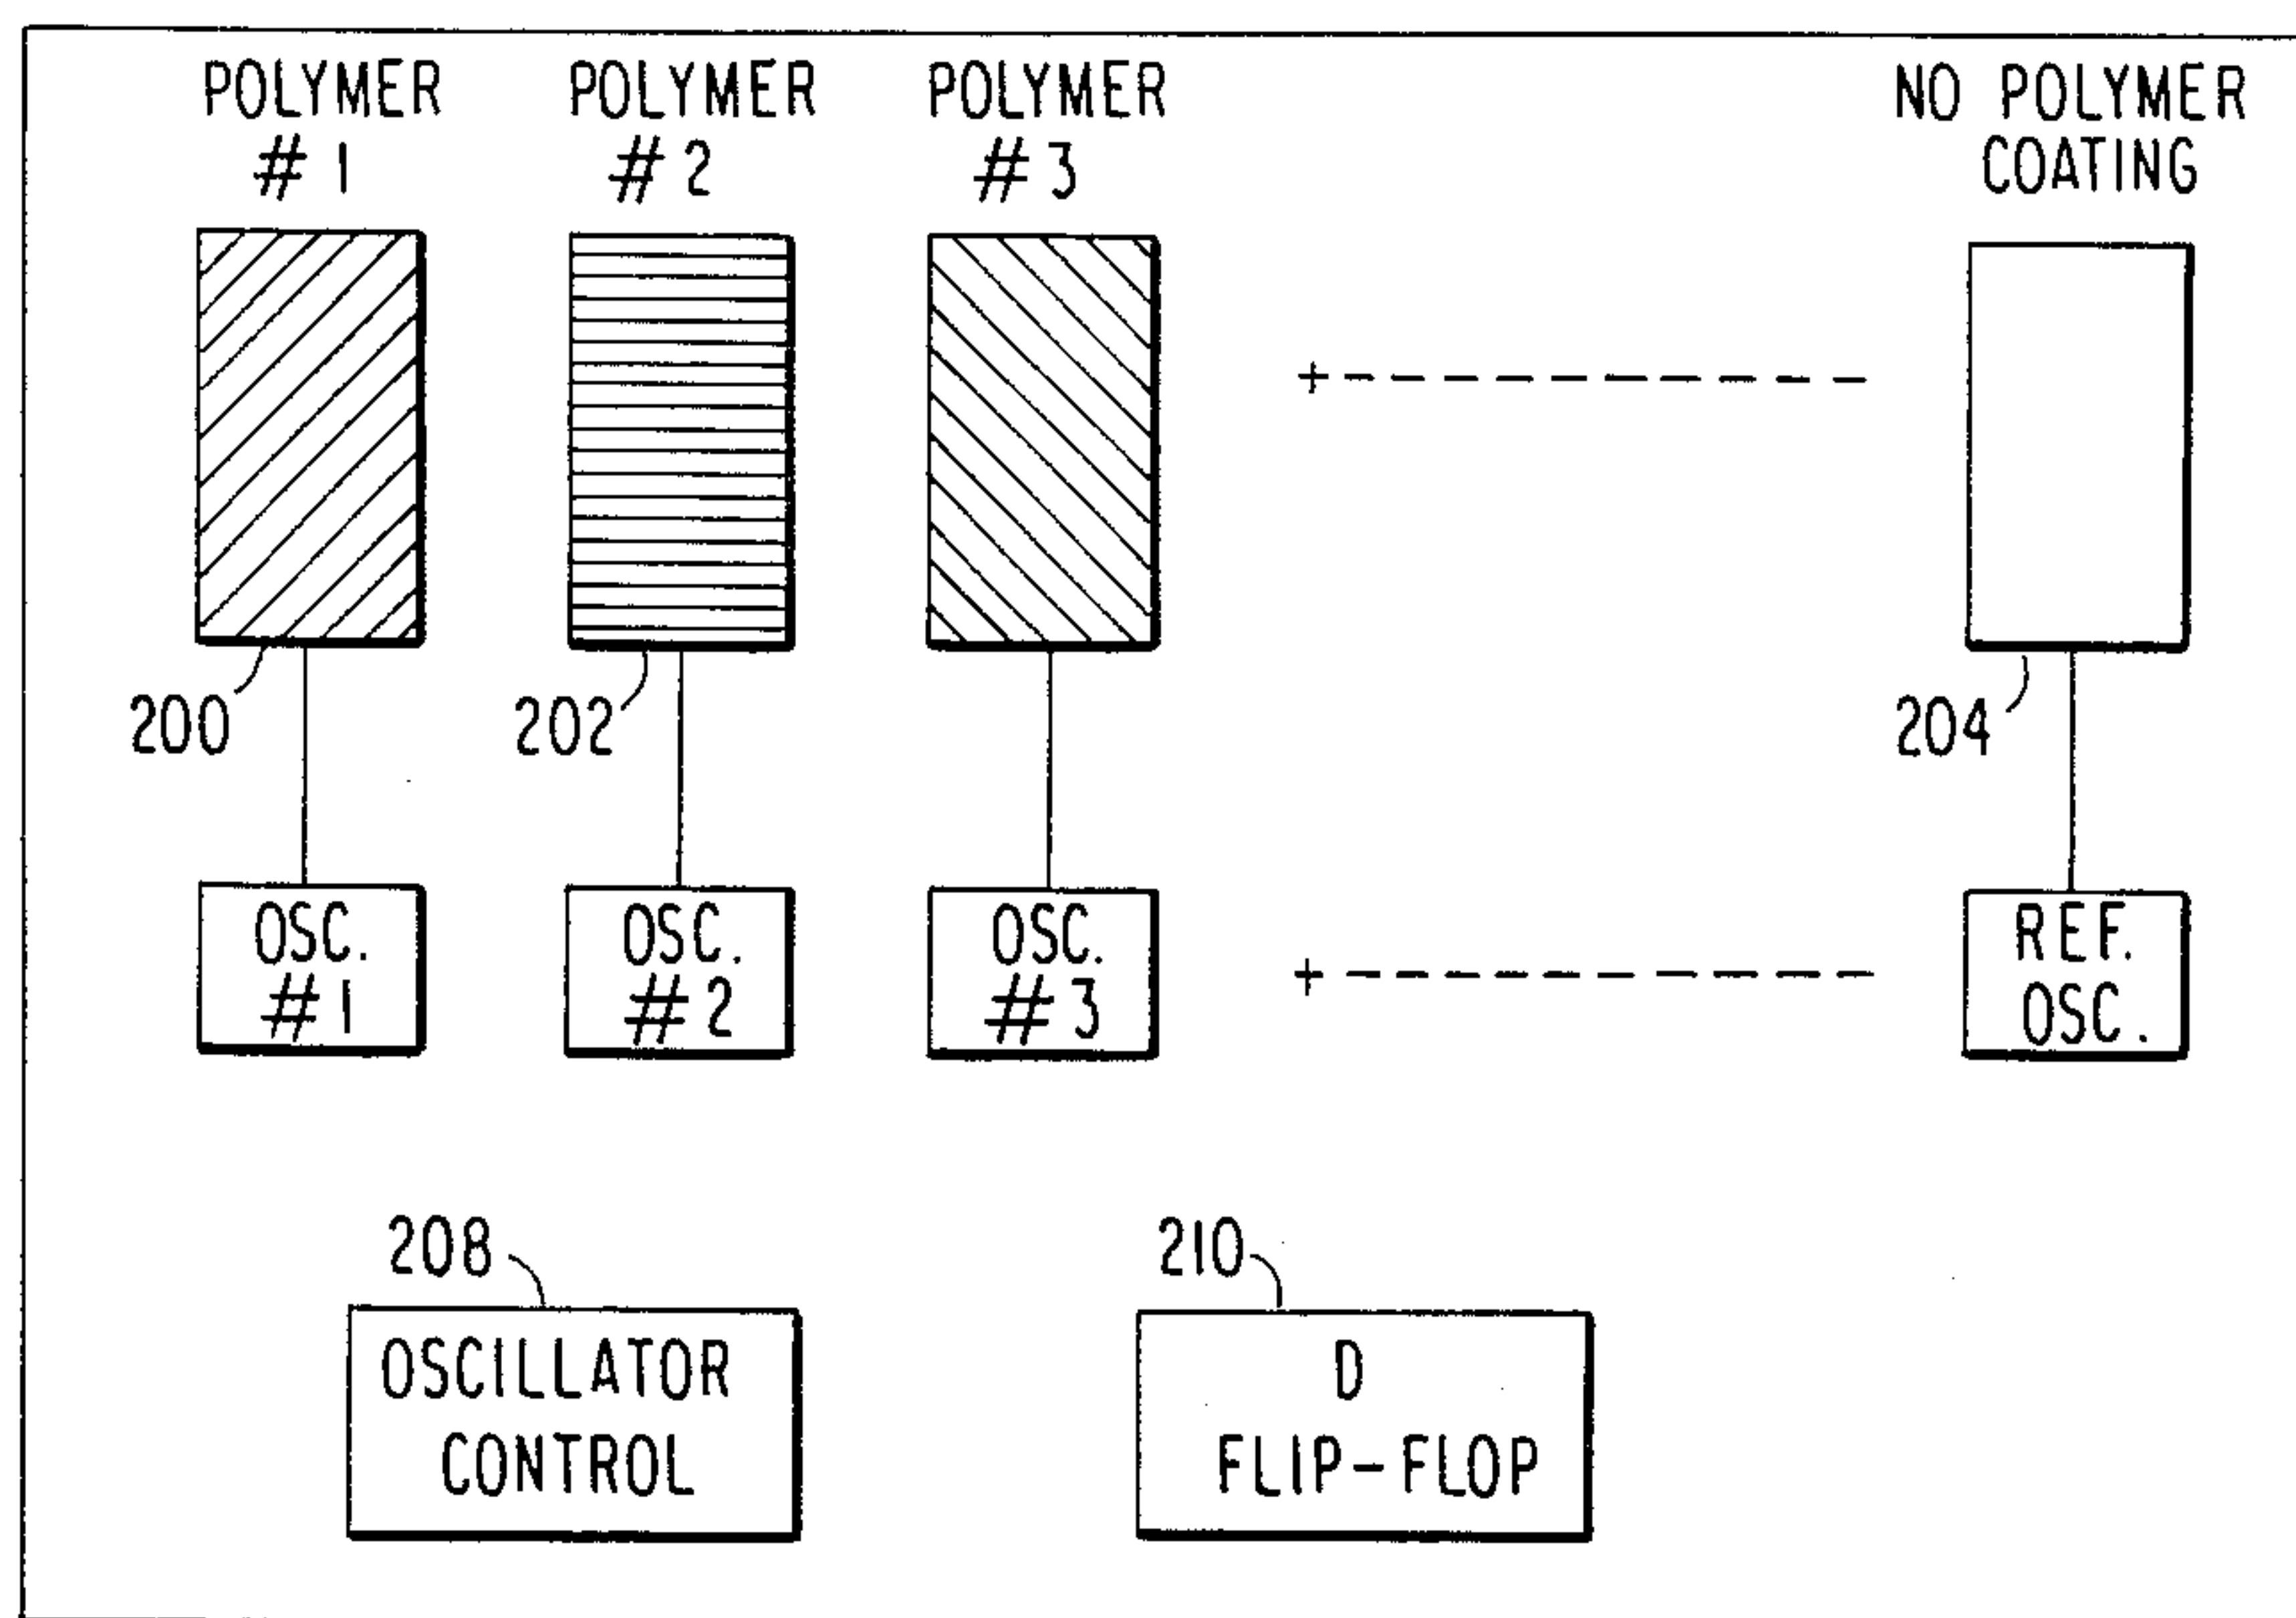 POLYMER
# 1
POLYMER
# 2
POLYMER
# 3
NO POLYMER
COATING
200
202
204
OSC.
#1
OSC.
#2
OSC.
#3
REF.
OSC.
208
210
OSCILLATOR
CONTROL
D
FLIP-FLOP